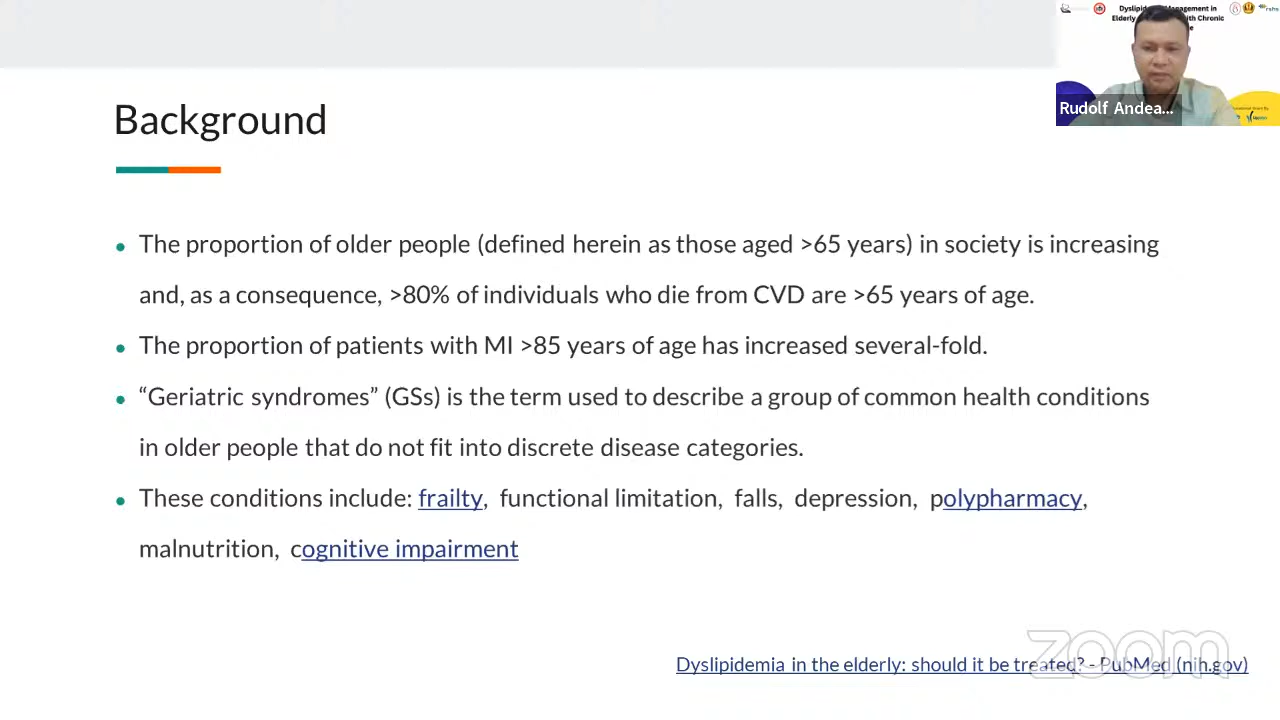 Dyslipid Management in
Elderly with Chronic
Rudolf Andea...
Background
• The proportion of older people (defined herein as those aged >65 years) in society is increasing
and, as a consequence, >80% of individuals who die from CVD are >65 years of age.
• The proportion of patients with MI >85 years of age has increased several-fold.
• “Geriatric syndromes” (GSs) is the term used to describe a group of common health conditions
in older people that do not fit into discrete disease categories.
• These conditions include: frailty, functional limitation, falls, depression, polypharmacy,
malnutrition, cognitive impairment
Dyslipidemia in the elderly: should it be treated? - PubMed (nih.gov)
zoom